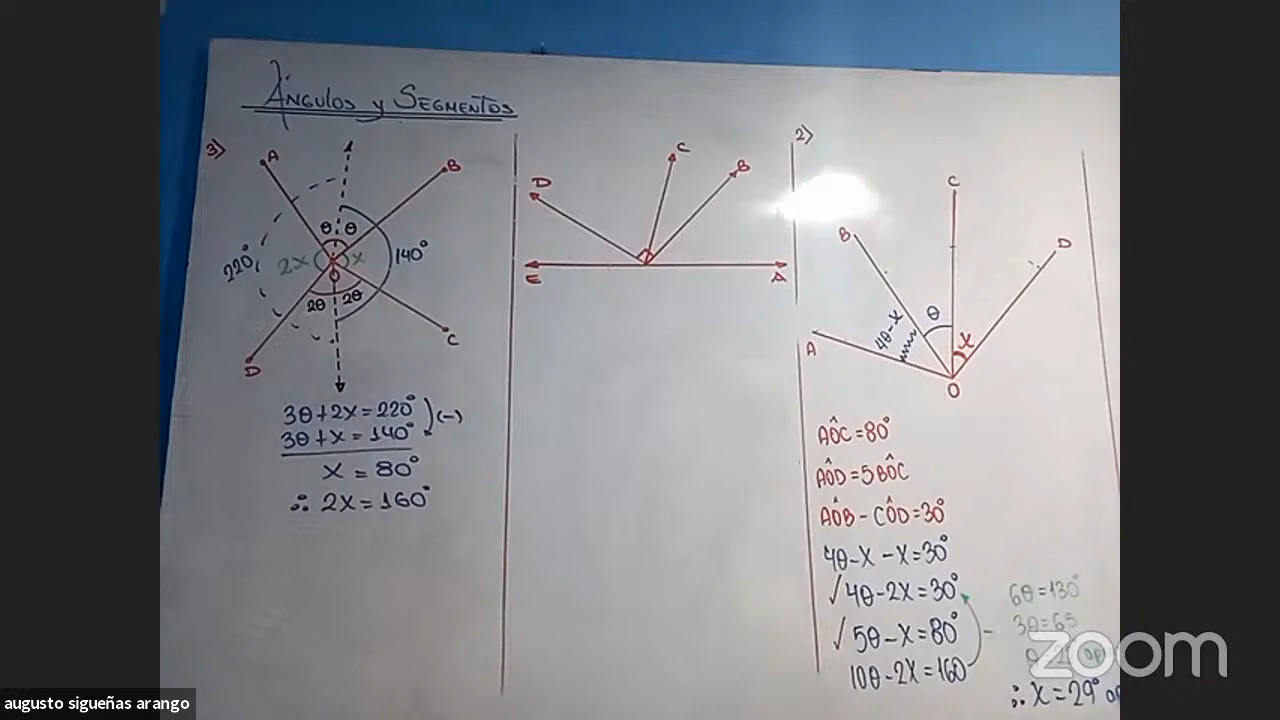 Ángulos y Segmentos
3)
A
B
θ θ
220°
2x
x
140°
O
2θ 2θ
C
D
3θ+2x=220°
3θ+x=140°
(-)
x=80°
∴ 2x=160°
C
B
D
E
A
2)
C
B
D
θ
4θ-x
x
A
O
AÔC=80°
AÔD=5BÔC
AÔB-CÔD=30°
4θ-x-x=30°
✓4θ-2x=30°
✓5θ-x=80°
10θ-2x=160
-
6θ=130°
3θ=65
∴ x=29°
zoom
augusto sigueñas arango